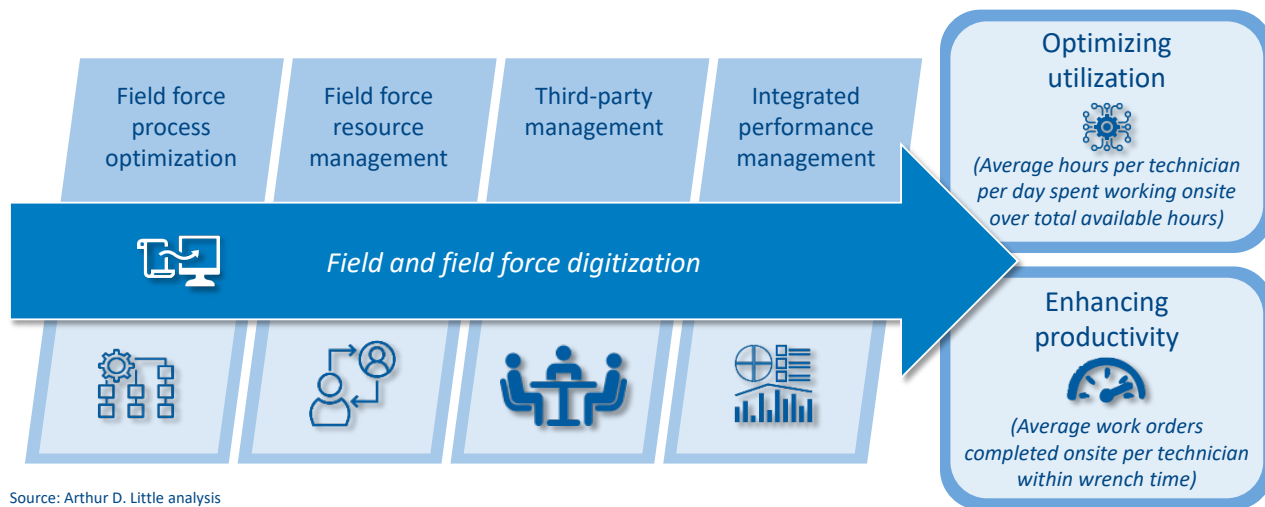 Field force
process
optimization
Field force
resource
management
Third-party
management
Integrated
performance
management
Field and field force digitization
Optimizing
utilization
(Average hours per technician
per day spent working onsite
over total available hours)
Enhancing
productivity
(Average work orders
completed onsite per technician
within wrench time)
Source: Arthur D. Little analysis